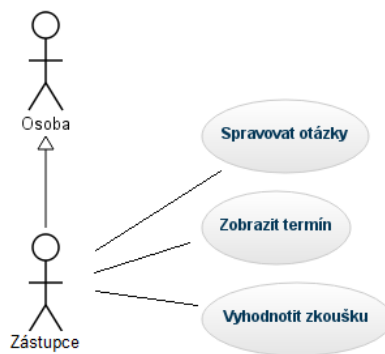 Osoba
Spravovat otázky
Zobrazit termín
Vyhodnotit zkoušku
Zástupce